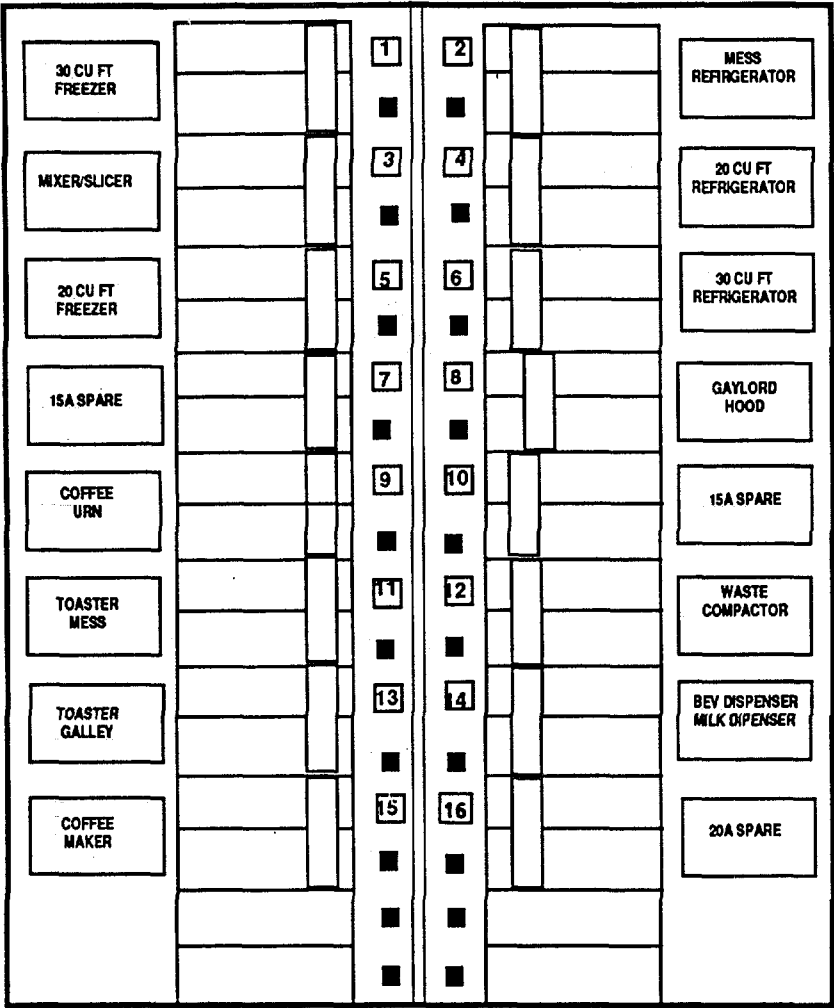 1
2
30 CU FT
FREEZER
MESS
REFIRGERATOR
3
4
MIXER/SLICER
20 CU FT
REFRIGERATOR
5
6
20 CU FT
FREEZER
30 CU FT
REFRIGERATOR
7
8
15A SPARE
GAYLORD
HOOD
9
10
COFFEE
URN
15A SPARE
11
12
TOASTER
MESS
WASTE
COMPACTOR
13
14
TOASTER
GALLEY
BEV DISPENSER
MILK DIPENSER
15
16
COFFEE
MAKER
20A SPARE